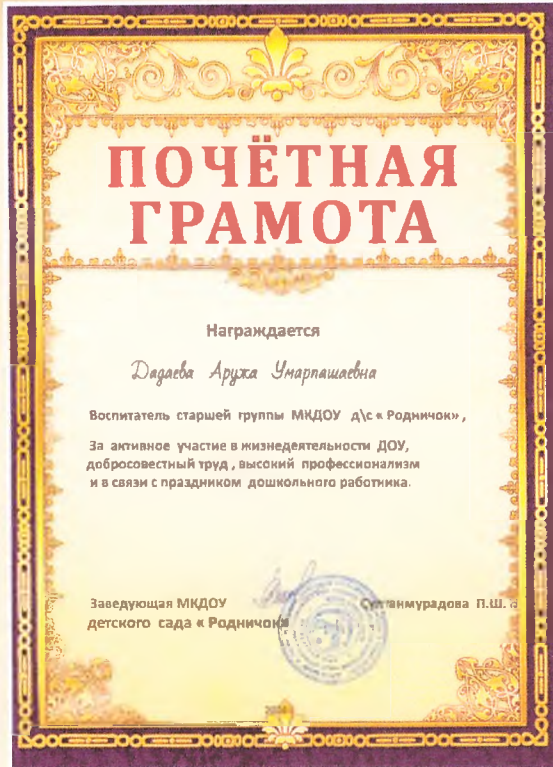 ПОЧЁТНАЯ
ГРАМОТА
Награждается
Дадаева Аружа Умарпашаевна
Воспитатель старшей группы МКДОУ д\с « Родничок» ,
За активное участие в жизнедеятельности ДОУ,
добросовестный труд , высокий профессионализм
и в связи с праздником дошкольного работника.
Заведующая МКДОУ Султанмурадова П.Ш.
детского сада « Родничок»